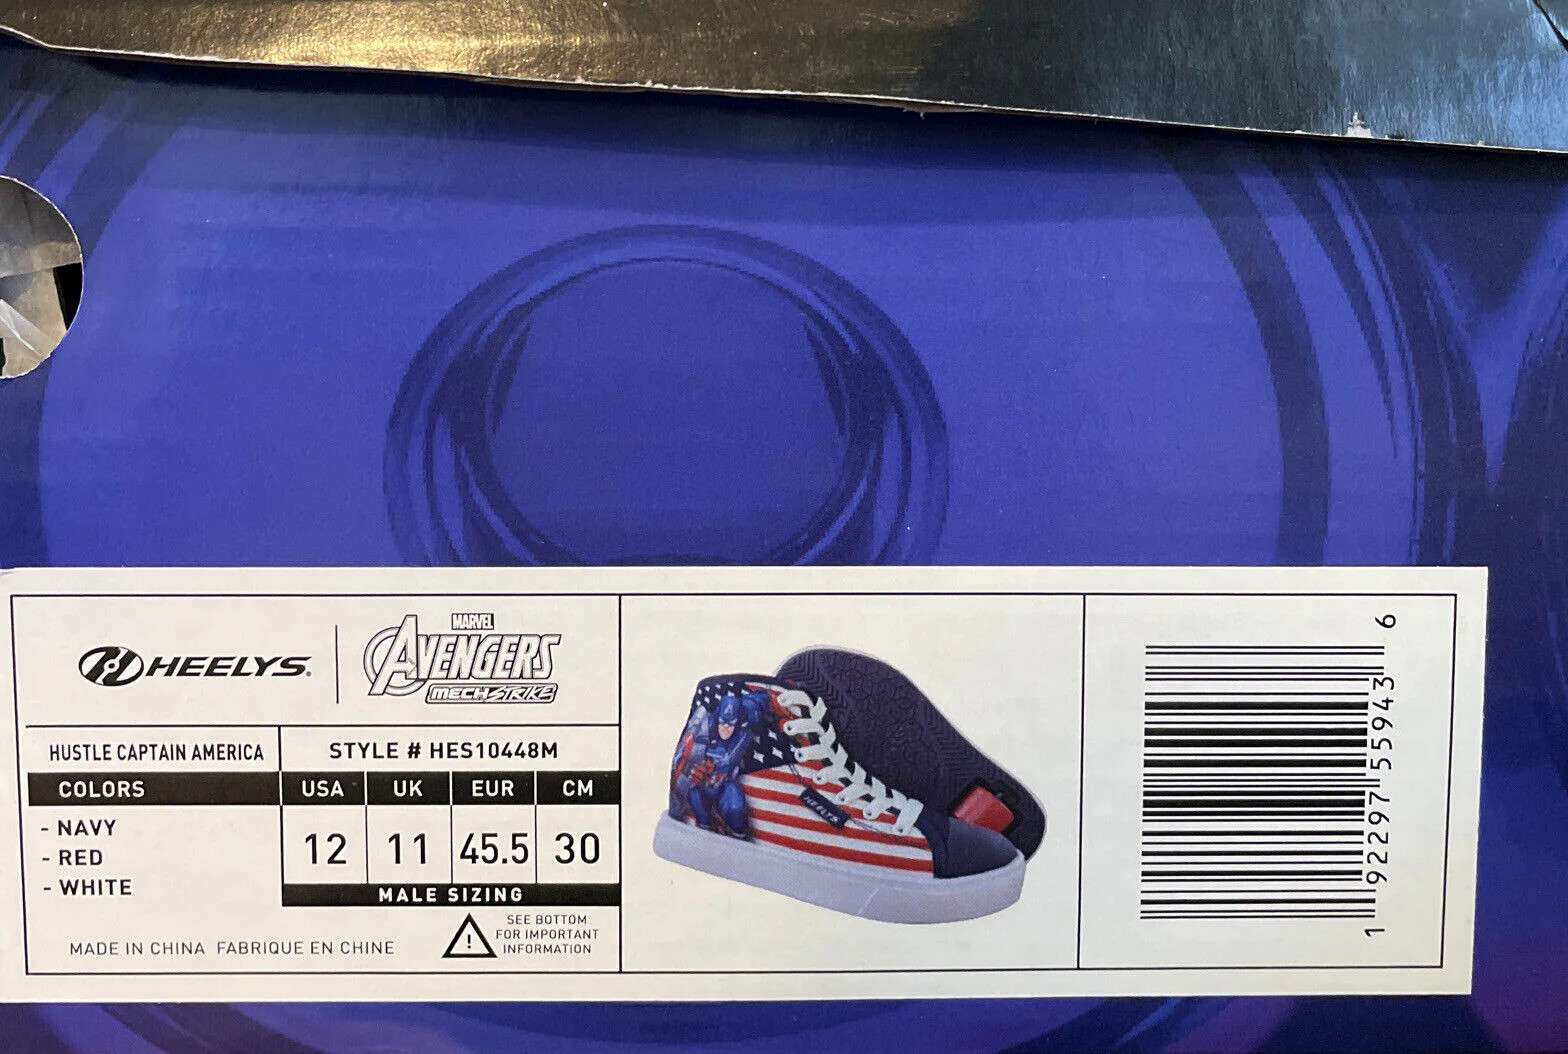 HEELYS.
MARVEL
AVENGERS
MECH STRIKE
HUSTLE CAPTAIN AMERICA
STYLE # HES10448M
COLORS
- NAVY
- RED
- WHITE
USA UK EUR CM
12 11 45.5 30
MALE SIZING
MADE IN CHINA FABRIQUE EN CHINE
!
SEE BOTTOM
FOR IMPORTANT
INFORMATION
HEELYS
1 92297 55943 6